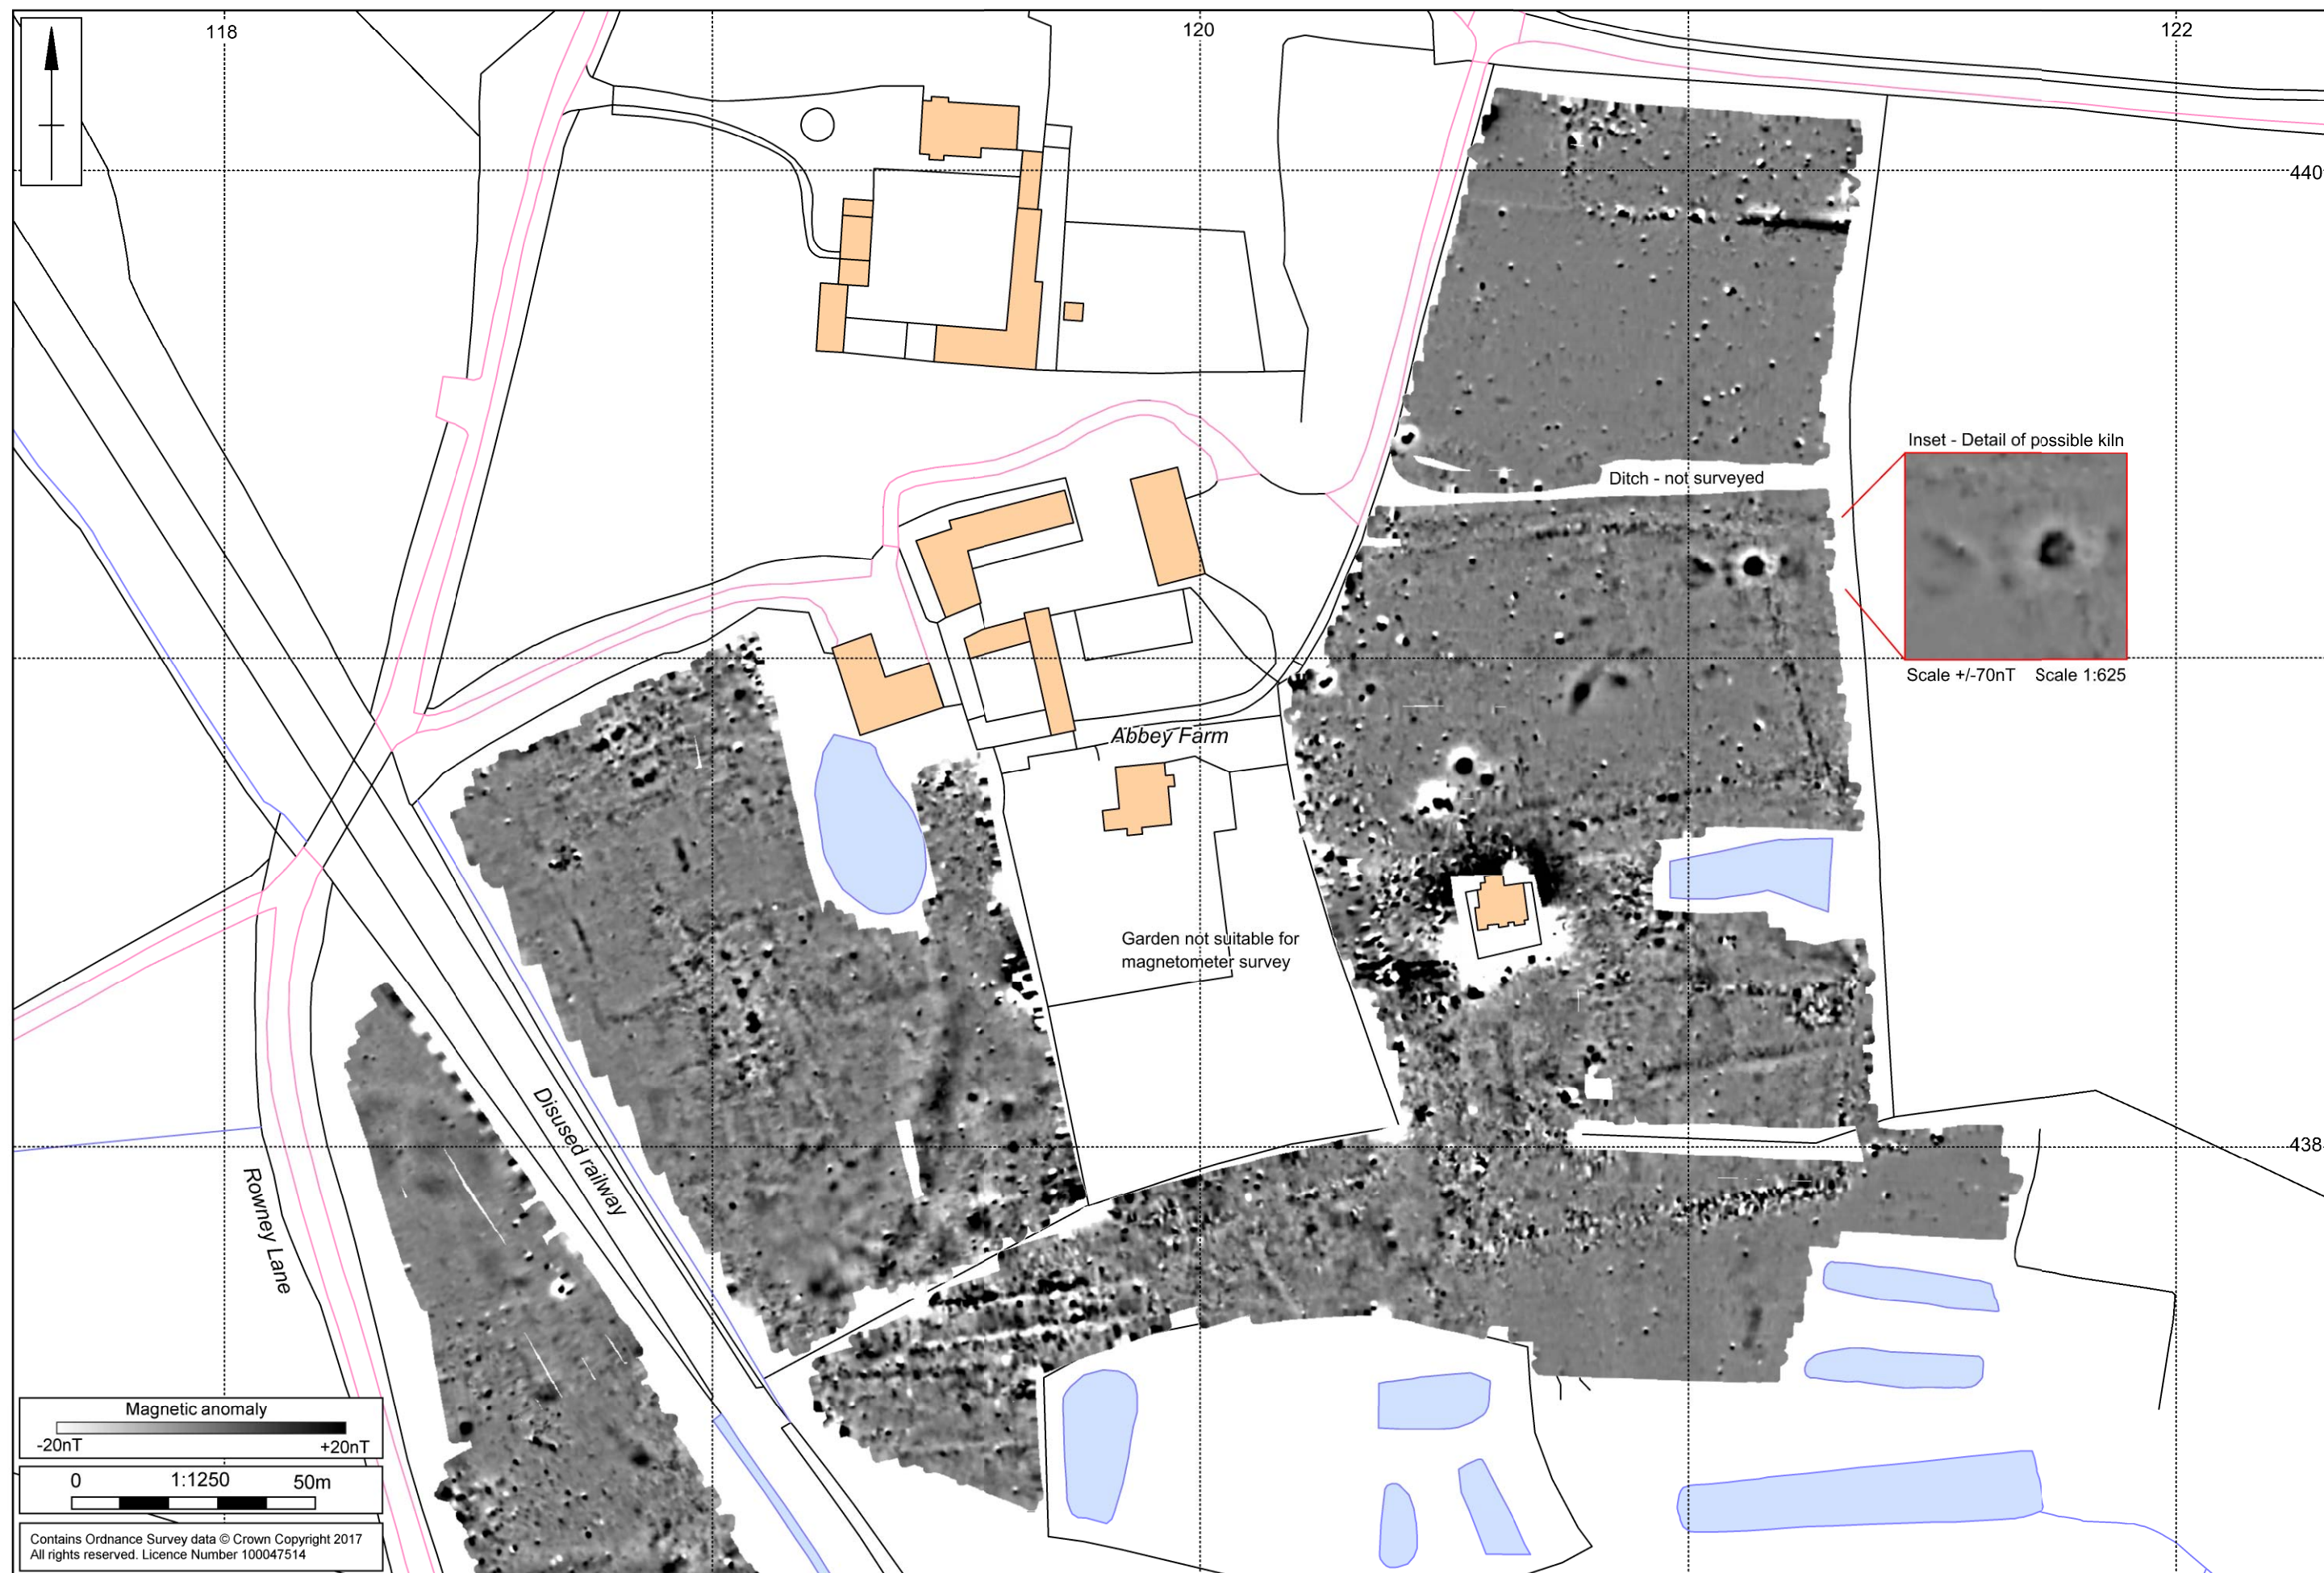 118
120
122
440
Inset - Detail of possible kiln
Ditch - not surveyed
Scale +/-70nT Scale 1:625
Abbey Farm
Garden not suitable for
magnetometer survey
Disused railway
438
Rowney Lane
Magnetic anomaly
-20nT +20nT
0 1:1250 50m
Contains Ordnance Survey data © Crown Copyright 2017
All rights reserved. Licence Number 100047514